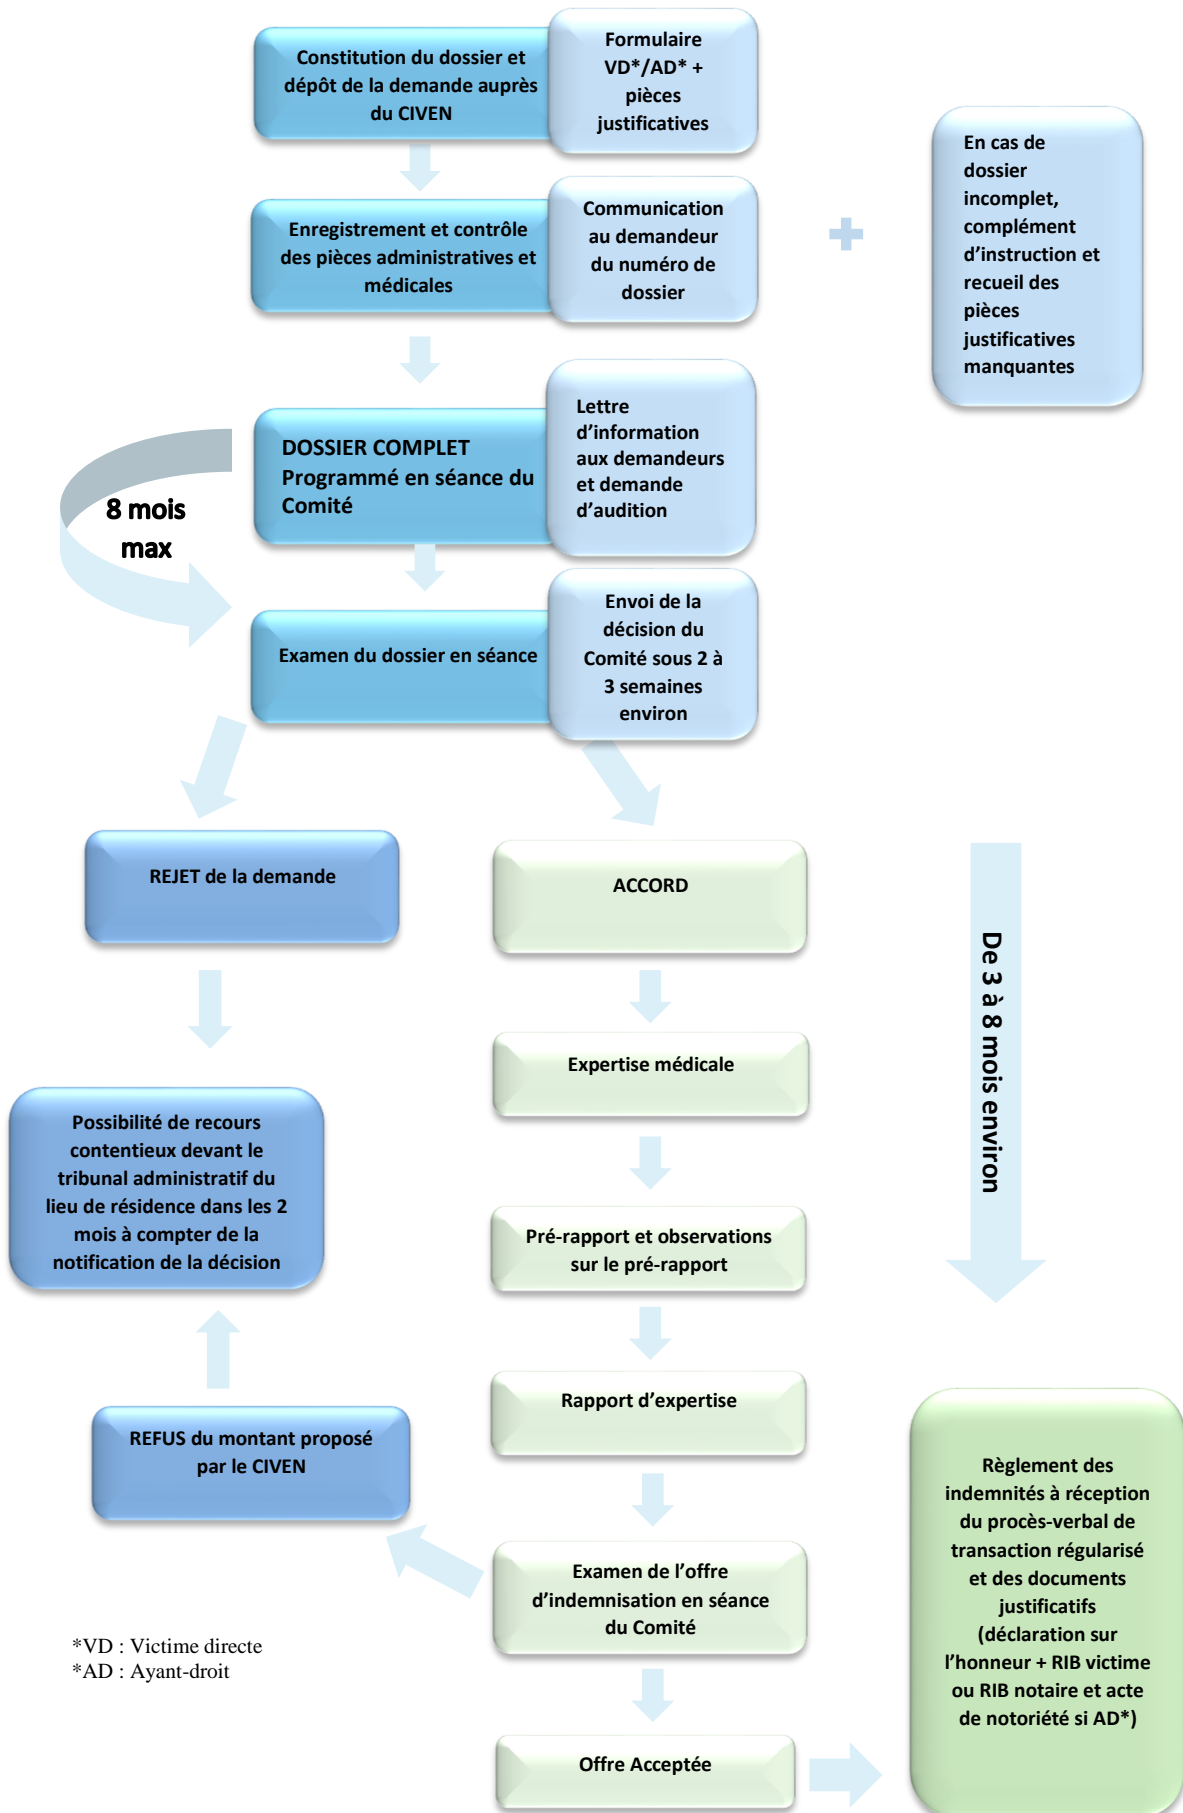 Constitution du dossier et
dépôt de la demande auprès
du CIVEN
Formulaire
VD*/AD* +
pièces
justificatives
Enregistrement et contrôle
des pièces administratives et
médicales
Communication
au demandeur
du numéro de
dossier
En cas de
dossier
incomplet,
complément
d’instruction et
recueil des
pièces
justificatives
manquantes
DOSSIER COMPLET
Programmé en séance du
Comité
Lettre
d’information
aux demandeurs
et demande
d’audition
8 mois
max
Examen du dossier en séance
Envoi de la
décision du
Comité sous 2 à
3 semaines
environ
REJET de la demande
ACCORD
De 3 à 8 mois environ
Expertise médicale
Possibilité de recours
contentieux devant le
tribunal administratif du
lieu de résidence dans les 2
mois à compter de la
notification de la décision
Pré-rapport et observations
sur le pré-rapport
Rapport d’expertise
REFUS du montant proposé
par le CIVEN
Examen de l’offre
d’indemnisation en séance
du Comité
Règlement des
indemnités à réception
du procès-verbal de
transaction régularisé
et des documents
justificatifs
(déclaration sur
l’honneur + RIB victime
ou RIB notaire et acte
de notoriété si AD*)
*VD : Victime directe
*AD : Ayant-droit
Offre Acceptée